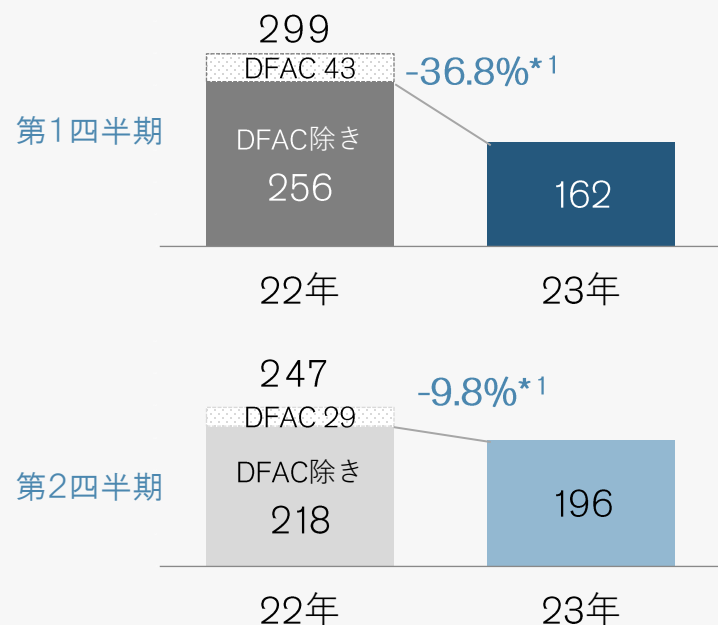 299
DFAC 43
-36.8%*1
第1四半期
DFAC除き
256
162
22年
23年
247
DFAC 29
-9.8%*1
第2四半期
DFAC除き
218
196
22年
23年